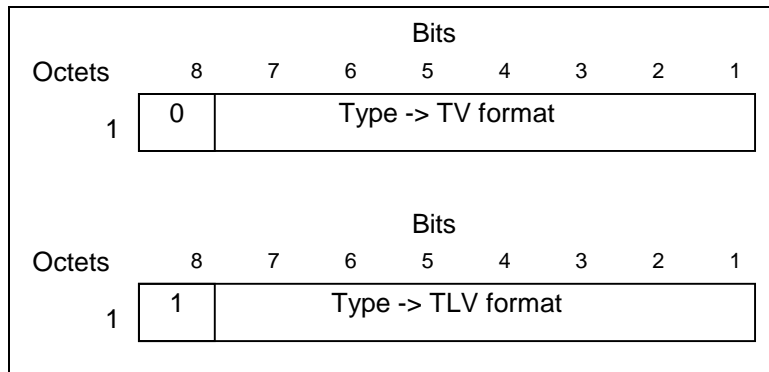 Bits
Octets 8 7 6 5 4 3 2 1
1 0 Type -> TV format
Bits
Octets 8 7 6 5 4 3 2 1
1 1 Type -> TLV format